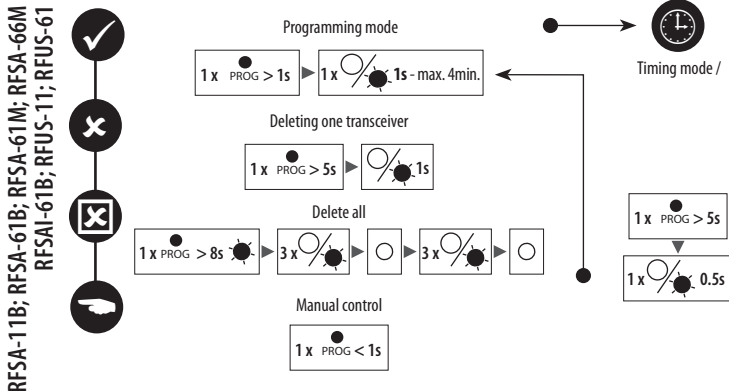 RFSA-11B; RFSA-61B; RFSA-61M; RFSA-66M
RFSAI-61B; RFUS-11; RFUS-61
Programming mode
1 x PROG > 1s
1 x 1s - max. 4min.
Timing mode /
Deleting one transceiver
1 x PROG > 5s
1s
Delete all
1 x PROG > 8s
3 x
3 x
1 x PROG > 5s
1 x 0.5s
Manual control
1 x PROG < 1s